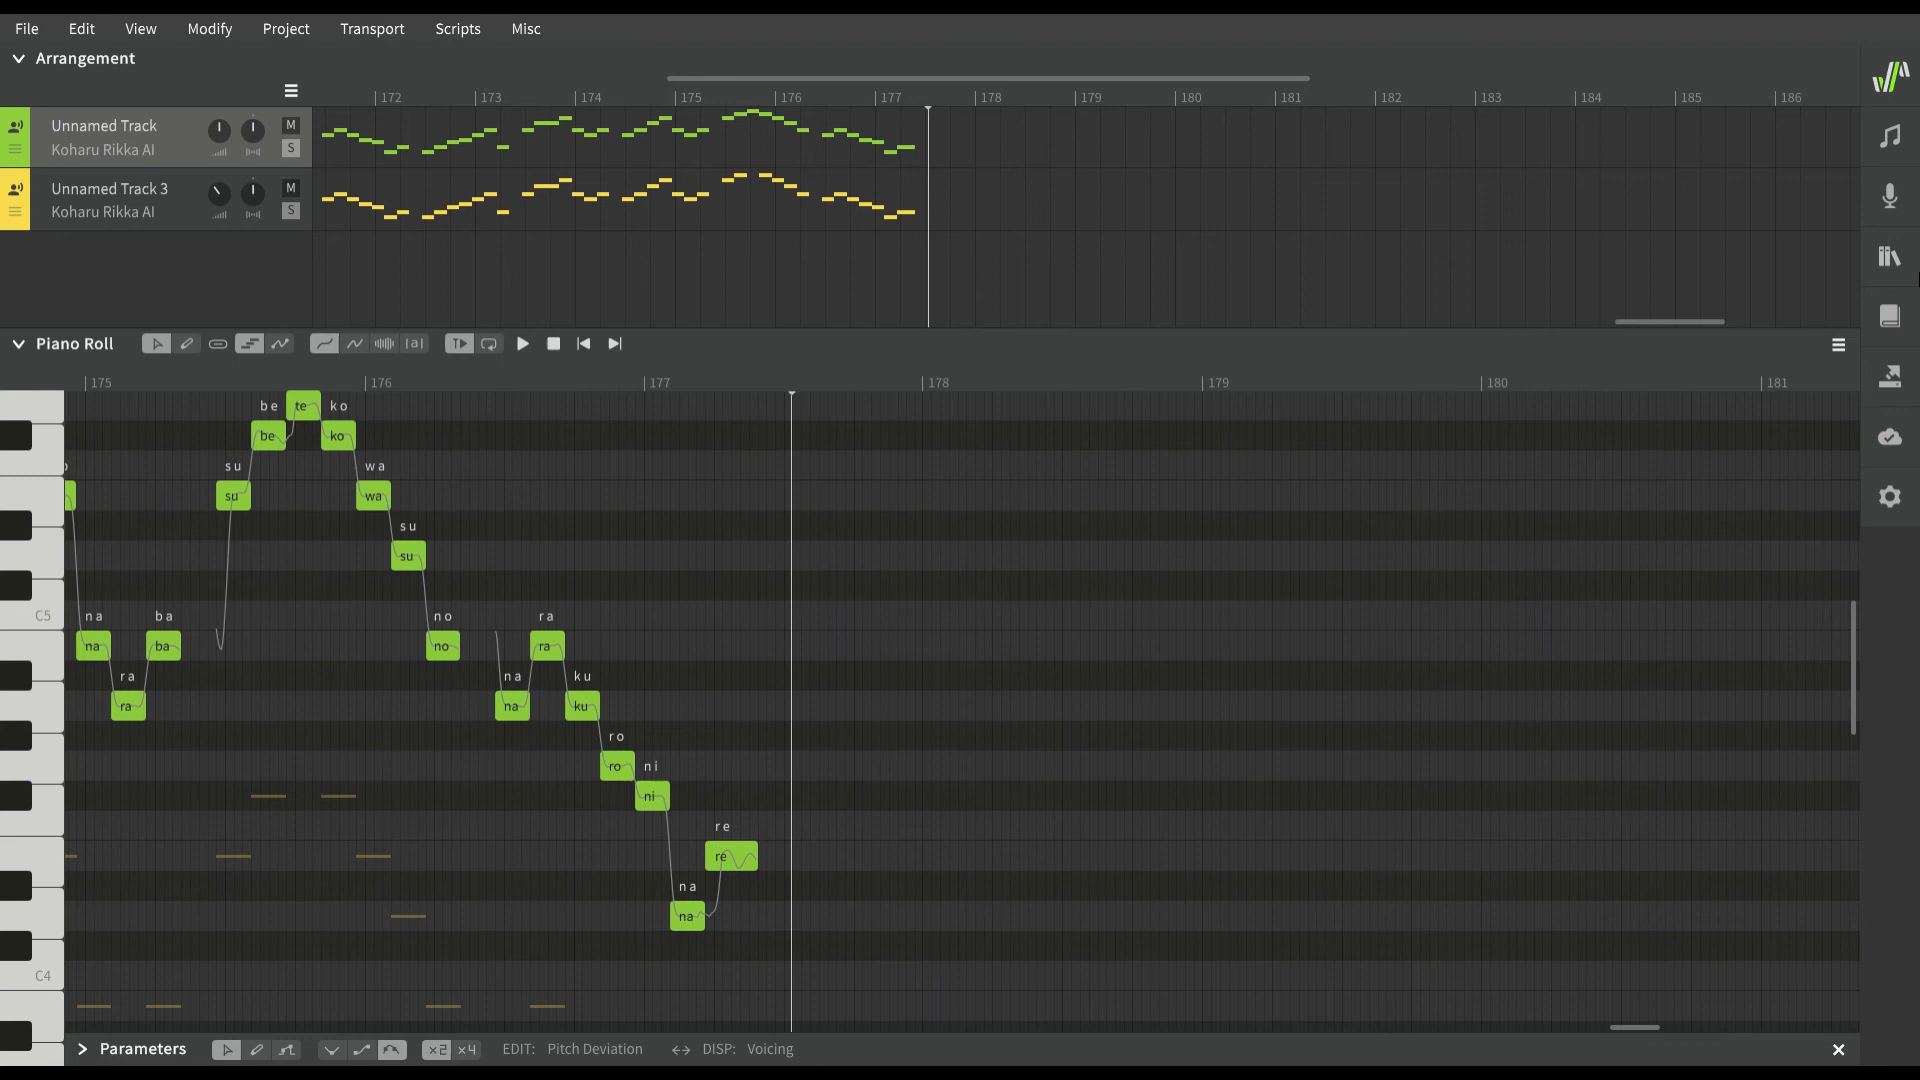 File Edit View Modify Project Transport Scripts Misc
Arrangement
172 173 174 175 176 177 178 179 180 181 182 183 184 185 186
Unnamed Track M
Koharu Rikka AI S
Unnamed Track 3 M
Koharu Rikka AI S
Piano Roll
175 176 177 178 179 180 181
be te ko
be ko
su wa
su wa
su
su
C5 na ba no ra
na ba no ra
ra na ku
ra na ku
ro
ro ni
ni
re
re
na
na
C4
Parameters x2 x4 EDIT: Pitch Deviation DISP: Voicing